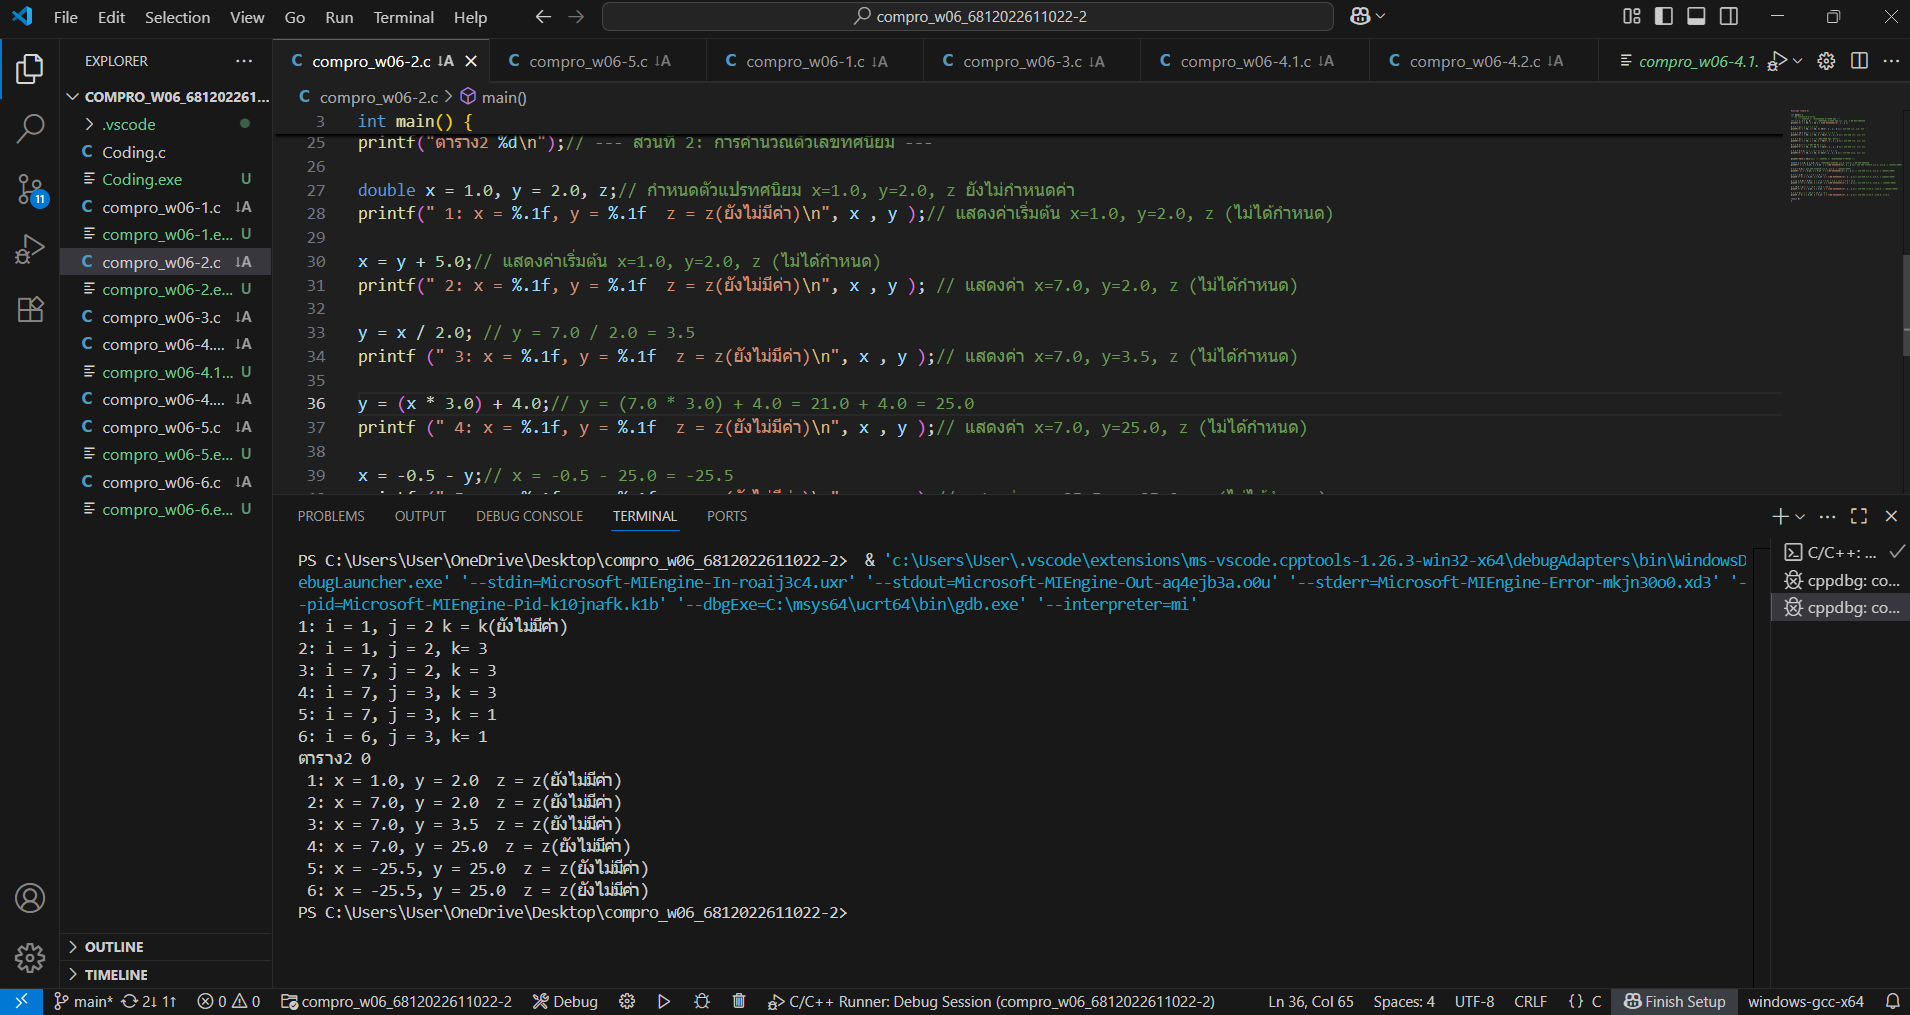 File Edit Selection View Go Run Terminal Help
compro_w06_6812022611022-2
EXPLORER
COMPRO_W06_681202261...
.vscode
Coding.c
Coding.exe U
compro_w06-1.c ↓A
compro_w06-1.e... U
compro_w06-2.c ↓A
compro_w06-2.e... U
compro_w06-3.c ↓A
compro_w06-4.... ↓A
compro_w06-4.1... U
compro_w06-4.... ↓A
compro_w06-5.c ↓A
compro_w06-5.e... U
compro_w06-6.c ↓A
compro_w06-6.e... U
OUTLINE
TIMELINE
11
compro_w06-2.c ↓A compro_w06-5.c ↓A compro_w06-1.c ↓A compro_w06-3.c ↓A compro_w06-4.1.c ↓A compro_w06-4.2.c ↓A compro_w06-4.1.
compro_w06-2.c > main()
3 int main() {
25 printf("ตาราง2 %d\n");// --- ส่วนที่ 2: การคำนวณตัวเลขทศนิยม ---
26
27 double x = 1.0, y = 2.0, z;// กำหนดตัวแปรทศนิยม x=1.0, y=2.0, z ยังไม่กำหนดค่า
28 printf(" 1: x = %.1f, y = %.1f  z = z(ยังไม่มีค่า)\n", x , y );// แสดงค่าเริ่มต้น x=1.0, y=2.0, z (ไม่ได้กำหนด)
29
30 x = y + 5.0;// แสดงค่าเริ่มต้น x=1.0, y=2.0, z (ไม่ได้กำหนด)
31 printf(" 2: x = %.1f, y = %.1f  z = z(ยังไม่มีค่า)\n", x , y ); // แสดงค่า x=7.0, y=2.0, z (ไม่ได้กำหนด)
32
33 y = x / 2.0; // y = 7.0 / 2.0 = 3.5
34 printf (" 3: x = %.1f, y = %.1f  z = z(ยังไม่มีค่า)\n", x , y );// แสดงค่า x=7.0, y=3.5, z (ไม่ได้กำหนด)
35
36 y = (x * 3.0) + 4.0;// y = (7.0 * 3.0) + 4.0 = 21.0 + 4.0 = 25.0
37 printf (" 4: x = %.1f, y = %.1f  z = z(ยังไม่มีค่า)\n", x , y );// แสดงค่า x=7.0, y=25.0, z (ไม่ได้กำหนด)
38
39 x = -0.5 - y;// x = -0.5 - 25.0 = -25.5
PROBLEMS OUTPUT DEBUG CONSOLE TERMINAL PORTS
PS C:\Users\User\OneDrive\Desktop\compro_w06_6812022611022-2>  & 'c:\Users\User\.vscode\extensions\ms-vscode.cpptools-1.26.3-win32-x64\debugAdapters\bin\WindowsD
ebugLauncher.exe' '--stdin=Microsoft-MIEngine-In-roaij3c4.uxr' '--stdout=Microsoft-MIEngine-Out-aq4ejb3a.o0u' '--stderr=Microsoft-MIEngine-Error-mkjn30o0.xd3' '-
-pid=Microsoft-MIEngine-Pid-k10jnafk.k1b' '--dbgExe=C:\msys64\ucrt64\bin\gdb.exe' '--interpreter=mi'
1: i = 1, j = 2 k = k(ยังไม่มีค่า)
2: i = 1, j = 2, k= 3
3: i = 7, j = 2, k = 3
4: i = 7, j = 3, k = 3
5: i = 7, j = 3, k = 1
6: i = 6, j = 3, k= 1
ตาราง2 0
 1: x = 1.0, y = 2.0  z = z(ยังไม่มีค่า)
 2: x = 7.0, y = 2.0  z = z(ยังไม่มีค่า)
 3: x = 7.0, y = 3.5  z = z(ยังไม่มีค่า)
 4: x = 7.0, y = 25.0  z = z(ยังไม่มีค่า)
 5: x = -25.5, y = 25.0  z = z(ยังไม่มีค่า)
 6: x = -25.5, y = 25.0  z = z(ยังไม่มีค่า)
PS C:\Users\User\OneDrive\Desktop\compro_w06_6812022611022-2>
C/C++: ...
cppdbg: co...
cppdbg: co...
main* 2↓ 1↑ 0 0 compro_w06_6812022611022-2 Debug C/C++ Runner: Debug Session (compro_w06_6812022611022-2) Ln 36, Col 65 Spaces: 4 UTF-8 CRLF {} C Finish Setup windows-gcc-x64